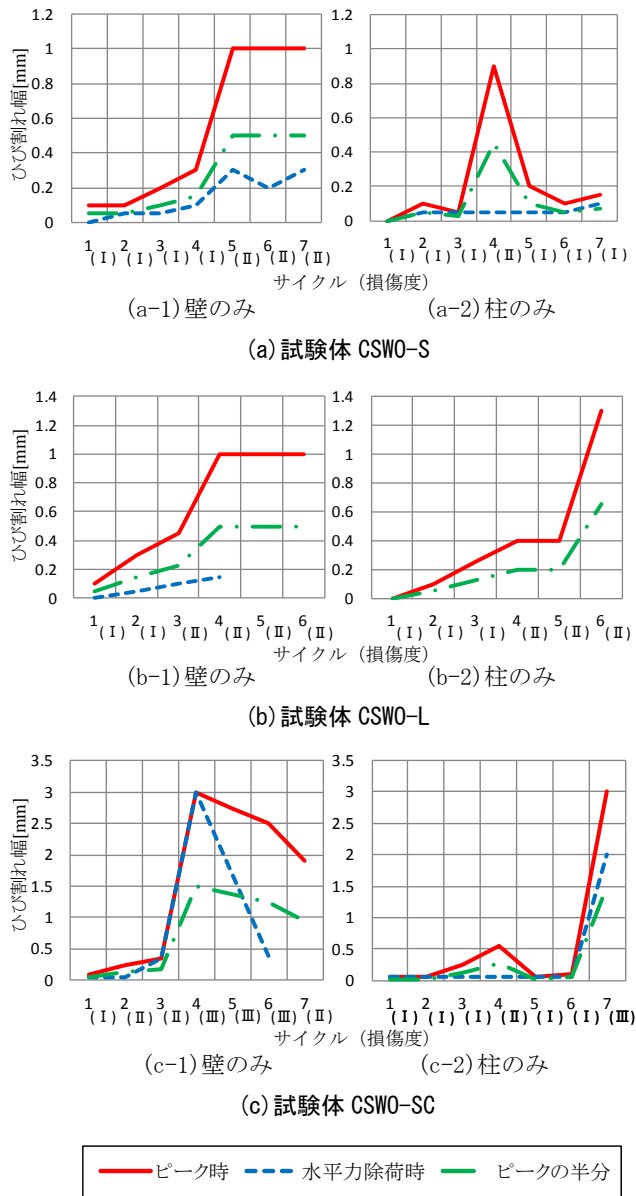 ひび割れ幅[mm]
1.2
1
0.8
0.6
0.4
0.2
0
1(Ⅰ) 2(Ⅰ) 3(Ⅰ) 4(Ⅰ) 5(Ⅱ) 6(Ⅱ) 7(Ⅱ)
1.2
1
0.8
0.6
0.4
0.2
0
1(Ⅰ) 2(Ⅰ) 3(Ⅰ) 4(Ⅱ) 5(Ⅰ) 6(Ⅰ) 7(Ⅰ)
サイクル（損傷度）
(a-1)壁のみ
(a-2)柱のみ
(a)試験体 CSWO-S
ひび割れ幅[mm]
1.4
1.2
1
0.8
0.6
0.4
0.2
0
1(Ⅰ) 2(Ⅰ) 3(Ⅱ) 4(Ⅱ) 5(Ⅱ) 6(Ⅱ)
1.4
1.2
1
0.8
0.6
0.4
0.2
0
1(Ⅰ) 2(Ⅰ) 3(Ⅰ) 4(Ⅱ) 5(Ⅱ) 6(Ⅱ)
サイクル（損傷度）
(b-1)壁のみ
(b-2)柱のみ
(b)試験体 CSWO-L
ひび割れ幅[mm]
3.5
3
2.5
2
1.5
1
0.5
0
1(Ⅰ) 2(Ⅱ) 3(Ⅱ) 4(Ⅲ) 5(Ⅲ) 6(Ⅲ) 7(Ⅱ)
3.5
3
2.5
2
1.5
1
0.5
0
1(Ⅰ) 2(Ⅰ) 3(Ⅰ) 4(Ⅱ) 5(Ⅰ) 6(Ⅰ) 7(Ⅲ)
サイクル（損傷度）
(c-1)壁のみ
(c-2)柱のみ
(c)試験体 CSWO-SC
ピーク時 水平力除荷時 ピークの半分